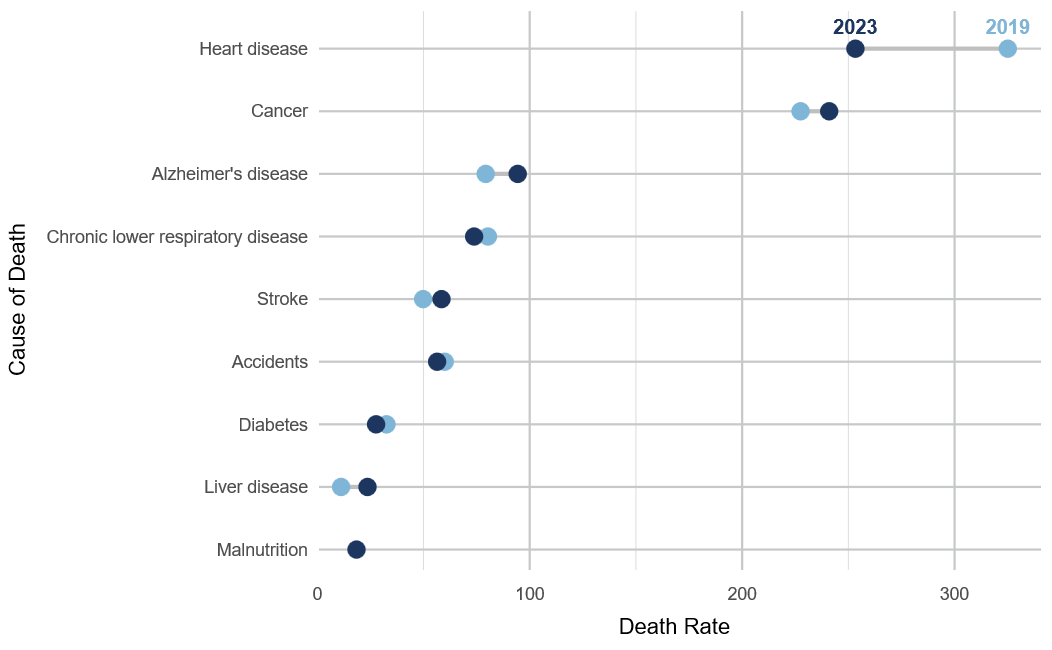 2023 2019
Heart disease
Cancer
Alzheimer's disease
Chronic lower respiratory disease
Stroke
Accidents
Diabetes
Liver disease
Malnutrition
Cause of Death
0 100 200 300
Death Rate